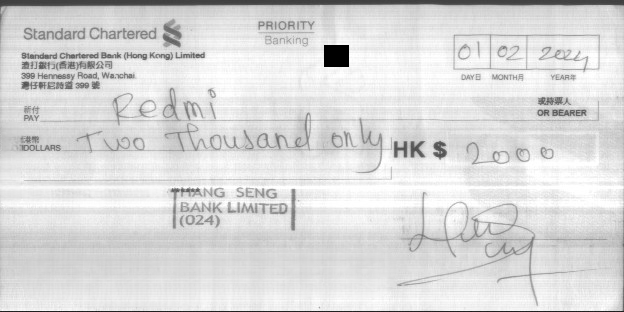 Standard Chartered
PRIORITY
Banking
Standard Chartered Bank (Hong Kong) Limited
渣打銀行(香港)有限公司
399 Hennessy Road, Wanchai
灣仔軒尼詩道 399 號
01 02 2024
DAY日 MONTH月 YEAR年
祈付
PAY Redmi
或持票人
OR BEARER
港幣
DOLLARS Two Thousand only HK $ 2000
HANG SENG
BANK LIMITED
(024)